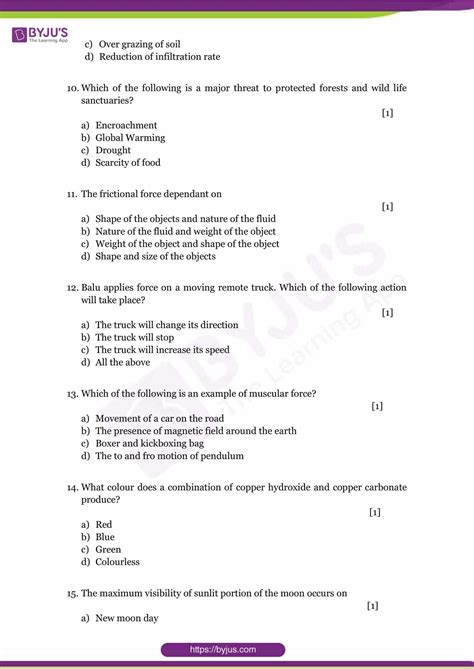 BYJU'S
The Learning App
c) Over grazing of soil
d) Reduction of infiltration rate
10. Which of the following is a major threat to protected forests and wild life
sanctuaries?
[1]
a) Encroachment
b) Global Warming
c) Drought
d) Scarcity of food
11. The frictional force dependant on
[1]
a) Shape of the objects and nature of the fluid
b) Nature of the fluid and weight of the object
c) Weight of the object and shape of the object
d) Shape and size of the objects
12. Balu applies force on a moving remote truck. Which of the following action
will take place?
[1]
a) The truck will change its direction
b) The truck will stop
c) The truck will increase its speed
d) All the above
13. Which of the following is an example of muscular force?
[1]
a) Movement of a car on the road
b) The presence of magnetic field around the earth
c) Boxer and kickboxing bag
d) The to and fro motion of pendulum
14. What colour does a combination of copper hydroxide and copper carbonate
produce?
[1]
a) Red
b) Blue
c) Green
d) Colourless
15. The maximum visibility of sunlit portion of the moon occurs on
[1]
a) New moon day
https://byjus.com
BYJU'S
The Learning App